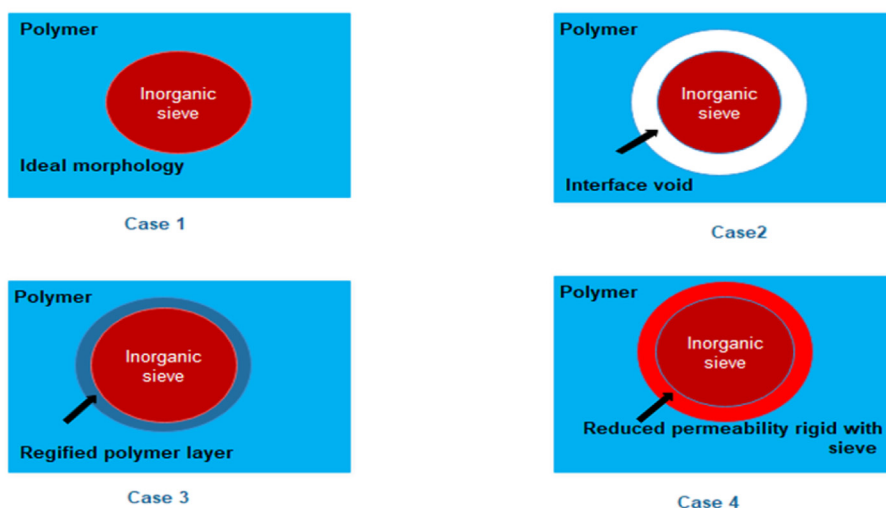 Polymer
Inorganic
sieve
Ideal morphology
Case 1
Polymer
Inorganic
sieve
Interface void
Case2
Polymer
Inorganic
sieve
Regified polymer layer
Case 3
Polymer
Inorganic
sieve
Reduced permeability rigid with
sieve
Case 4